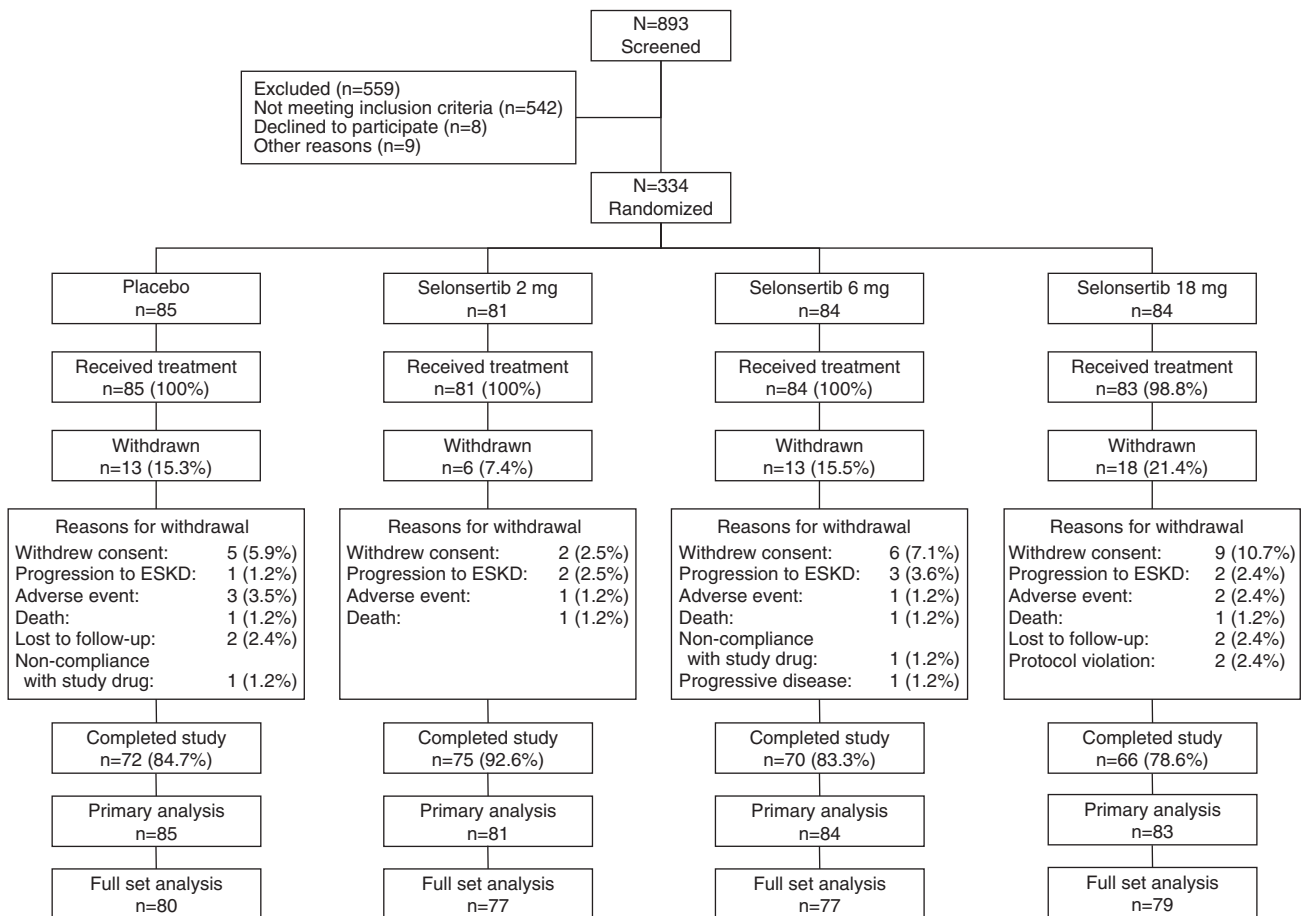 N=893
Screened
Excluded (n=559)
Not meeting inclusion criteria (n=542)
Declined to participate (n=8)
Other reasons (n=9)
N=334
Randomized
Placebo
n=85
Received treatment
n=85 (100%)
Withdrawn
n=13 (15.3%)
Reasons for withdrawal
Withdrew consent: 5 (5.9%)
Progression to ESKD: 1 (1.2%)
Adverse event: 3 (3.5%)
Death: 1 (1.2%)
Lost to follow-up: 2 (2.4%)
Non-compliance
with study drug: 1 (1.2%)
Completed study
n=72 (84.7%)
Primary analysis
n=85
Full set analysis
n=80
Selonsertib 2 mg
n=81
Received treatment
n=81 (100%)
Withdrawn
n=6 (7.4%)
Reasons for withdrawal
Withdrew consent: 2 (2.5%)
Progression to ESKD: 2 (2.5%)
Adverse event: 1 (1.2%)
Death: 1 (1.2%)
Completed study
n=75 (92.6%)
Primary analysis
n=81
Full set analysis
n=77
Selonsertib 6 mg
n=84
Received treatment
n=84 (100%)
Withdrawn
n=13 (15.5%)
Reasons for withdrawal
Withdrew consent: 6 (7.1%)
Progression to ESKD: 3 (3.6%)
Adverse event: 1 (1.2%)
Death: 1 (1.2%)
Non-compliance
with study drug: 1 (1.2%)
Progressive disease: 1 (1.2%)
Completed study
n=70 (83.3%)
Primary analysis
n=84
Full set analysis
n=77
Selonsertib 18 mg
n=84
Received treatment
n=83 (98.8%)
Withdrawn
n=18 (21.4%)
Reasons for withdrawal
Withdrew consent: 9 (10.7%)
Progression to ESKD: 2 (2.4%)
Adverse event: 2 (2.4%)
Death: 1 (1.2%)
Lost to follow-up: 2 (2.4%)
Protocol violation: 2 (2.4%)
Completed study
n=66 (78.6%)
Primary analysis
n=83
Full set analysis
n=79